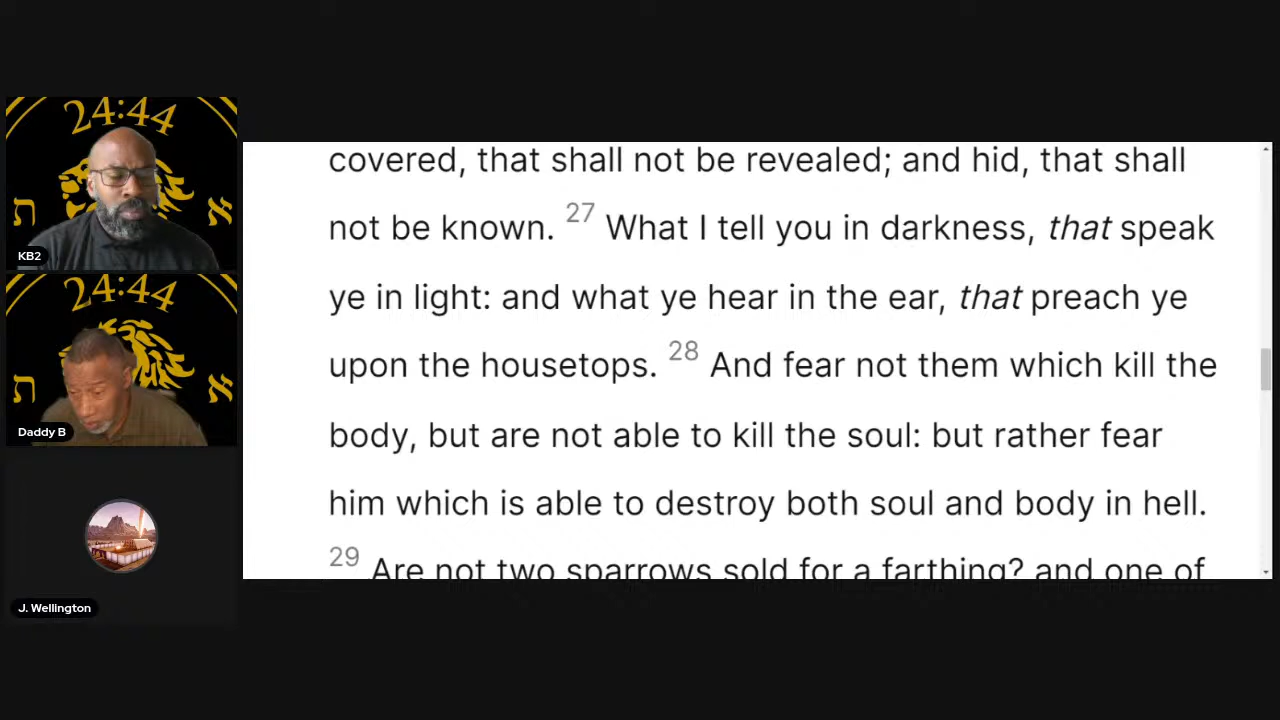 24:44
ת
א
KB2
24:44
ת
א
Daddy B
J. Wellington
covered, that shall not be revealed; and hid, that shall
not be known. 27 What I tell you in darkness, that speak
ye in light: and what ye hear in the ear, that preach ye
upon the housetops. 28 And fear not them which kill the
body, but are not able to kill the soul: but rather fear
him which is able to destroy both soul and body in hell.
29 Are not two sparrows sold for a farthing? and one of